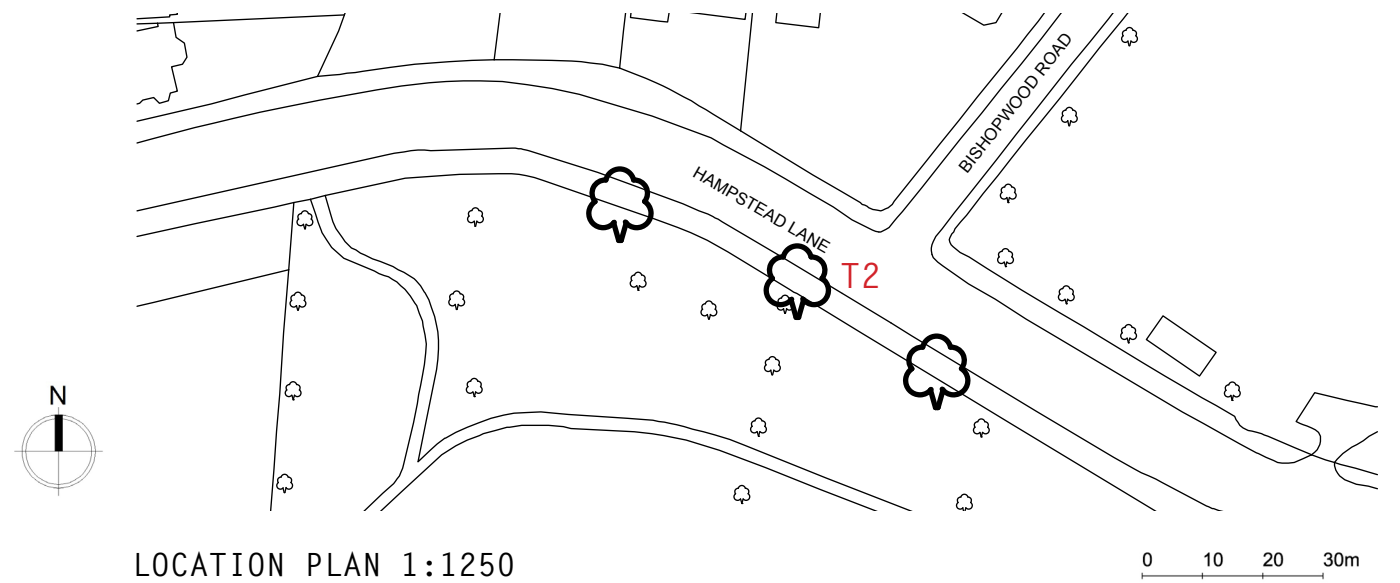 BISHOPWOOD ROAD
HAMPSTEAD LANE
T2
N
LOCATION PLAN 1:1250
0 10 20 30m